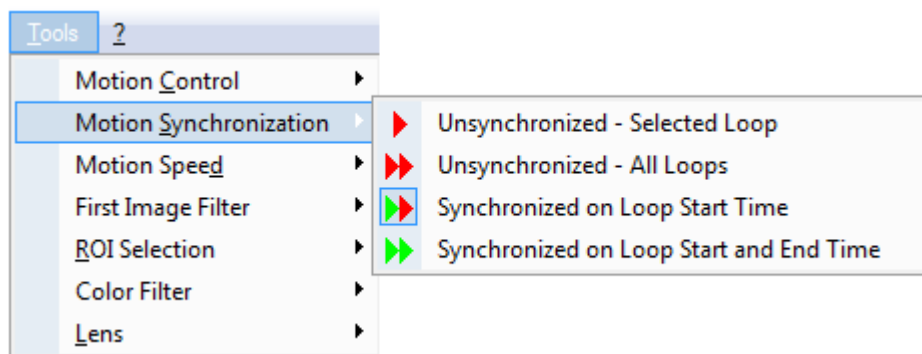 Tools ?
Motion Control
Motion Synchronization
Motion Speed
First Image Filter
ROI Selection
Color Filter
Lens
Unsynchronized - Selected Loop
Unsynchronized - All Loops
Synchronized on Loop Start Time
Synchronized on Loop Start and End Time